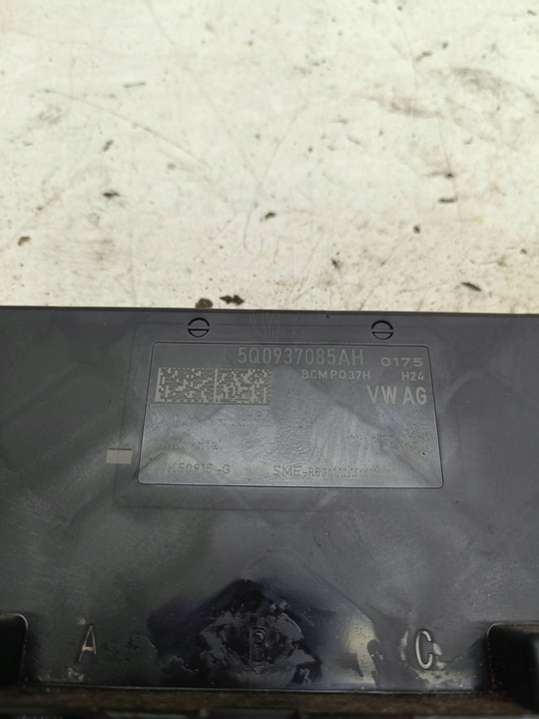 5Q0937085AH 0175
BCM PQ37H H24
VW AG
A B C